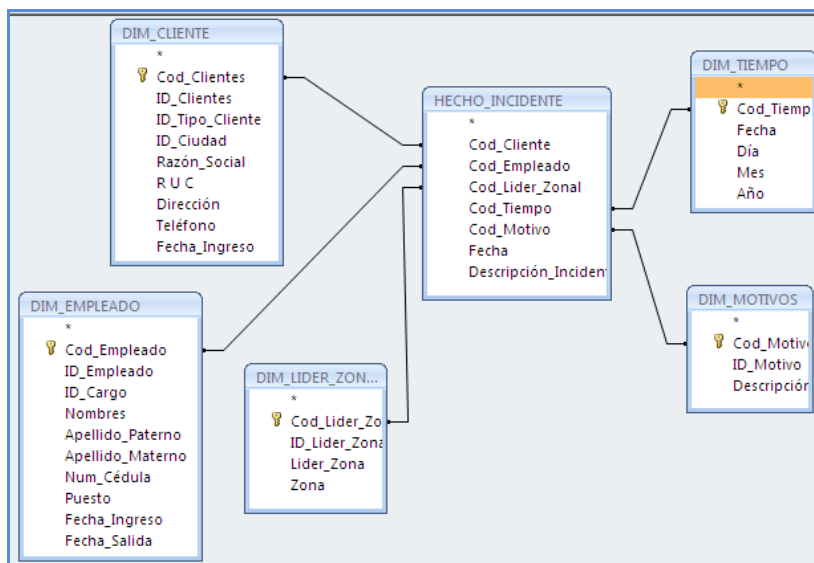 DIM_CLIENTE
*
Cod_Clientes
ID_Clientes
ID_Tipo_Cliente
ID_Ciudad
Razón_Social
R U C
Dirección
Teléfono
Fecha_Ingreso
HECHO_INCIDENTE
*
Cod_Cliente
Cod_Empleado
Cod_Lider_Zonal
Cod_Tiempo
Cod_Motivo
Fecha
Descripción_Inciden
DIM_TIEMPO
*
Cod_Tiemp
Fecha
Día
Mes
Año
DIM_EMPLEADO
*
Cod_Empleado
ID_Empleado
ID_Cargo
Nombres
Apellido_Paterno
Apellido_Materno
Num_Cédula
Puesto
Fecha_Ingreso
Fecha_Salida
DIM_LIDER_ZON...
*
Cod_Lider_Zo
ID_Lider_Zona
Lider_Zona
Zona
DIM_MOTIVOS
*
Cod_Motiv
ID_Motivo
Descripción